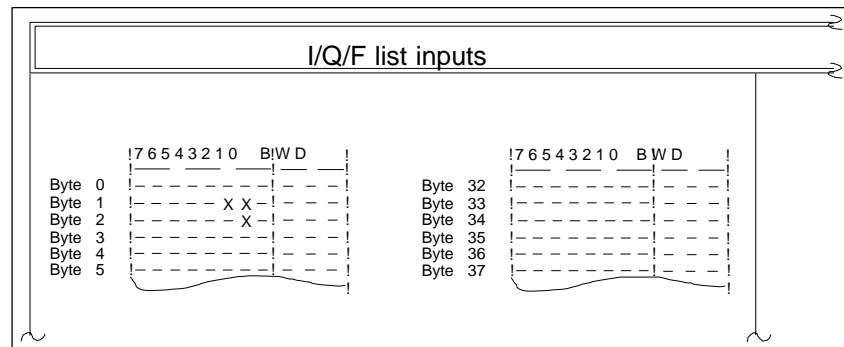 I/Q/F list inputs
!7 6 5 4 3 2 1 0 B!W D !
Byte 0 !- - - - - - - - -!- - - -!
Byte 1 !- - - - - X X -!- - - -!
Byte 2 !- - - - - - X -!- - - -!
Byte 3 !- - - - - - - - -!- - - -!
Byte 4 !- - - - - - - - -!- - - -!
Byte 5 !- - - - - - - - -!- - - -!
!7 6 5 4 3 2 1 0 B!W D !
Byte 32 !- - - - - - - - -!- - - -!
Byte 33 !- - - - - - - - -!- - - -!
Byte 34 !- - - - - - - - -!- - - -!
Byte 35 !- - - - - - - - -!- - - -!
Byte 36 !- - - - - - - - -!- - - -!
Byte 37 !- - - - - - - - -!- - - -!